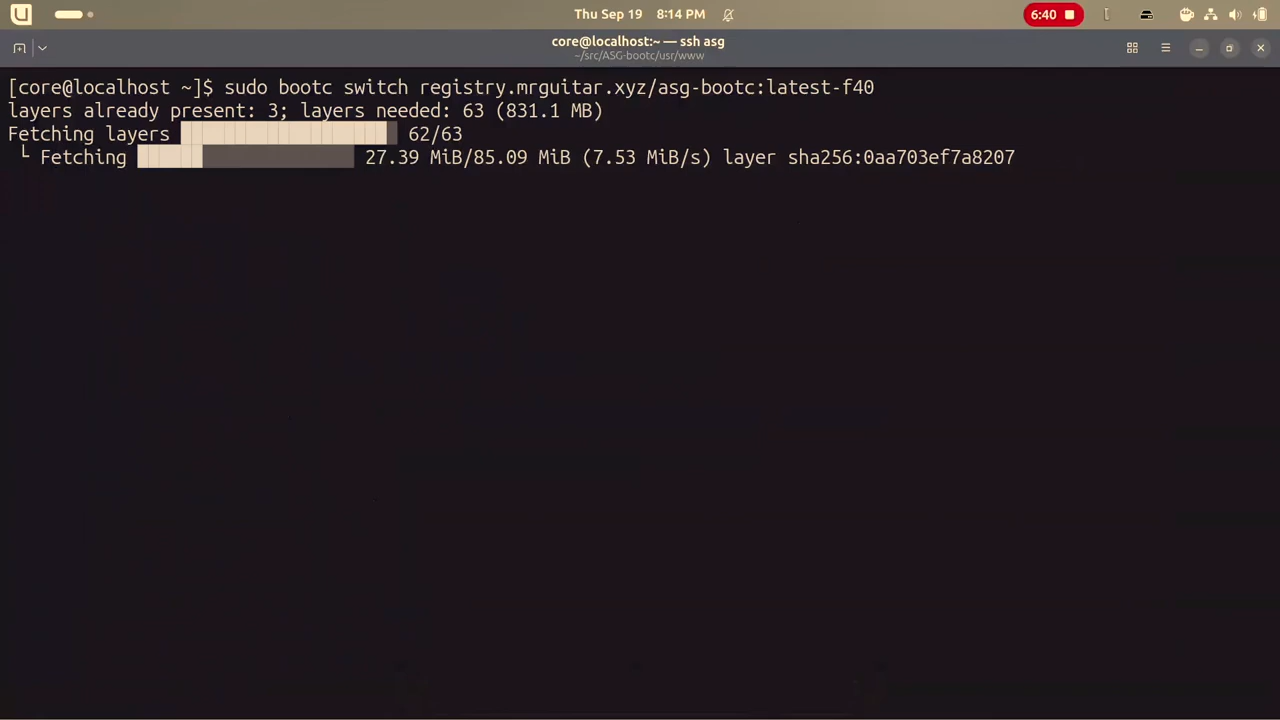 Thu Sep 19 8:14 PM
6:40
core@localhost:~ — ssh asg
~/src/ASG-bootc/usr/www
[core@localhost ~]$ sudo bootc switch registry.mrguitar.xyz/asg-bootc:latest-f40
layers already present: 3; layers needed: 63 (831.1 MB)
Fetching layers 62/63
└ Fetching 27.39 MiB/85.09 MiB (7.53 MiB/s) layer sha256:0aa703ef7a8207